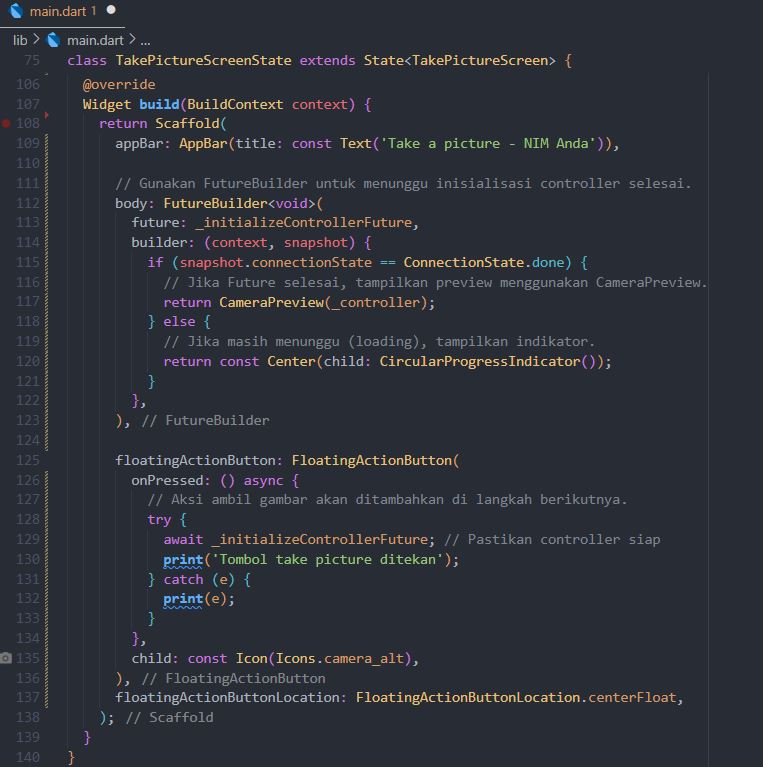 main.dart 1
lib > main.dart > ...
75 class TakePictureScreenState extends State<TakePictureScreen> {
106   @override
107   Widget build(BuildContext context) {
108     return Scaffold(
109       appBar: AppBar(title: const Text('Take a picture - NIM Anda')),
110
111       // Gunakan FutureBuilder untuk menunggu inisialisasi controller selesai.
112       body: FutureBuilder<void>(
113         future: _initializeControllerFuture,
114         builder: (context, snapshot) {
115           if (snapshot.connectionState == ConnectionState.done) {
116             // Jika Future selesai, tampilkan preview menggunakan CameraPreview.
117             return CameraPreview(_controller);
118           } else {
119             // Jika masih menunggu (loading), tampilkan indikator.
120             return const Center(child: CircularProgressIndicator());
121           }
122         },
123       ), // FutureBuilder
124
125       floatingActionButton: FloatingActionButton(
126         onPressed: () async {
127           // Aksi ambil gambar akan ditambahkan di langkah berikutnya.
128           try {
129             await _initializeControllerFuture; // Pastikan controller siap
130             print('Tombol take picture ditekan');
131           } catch (e) {
132             print(e);
133           }
134         },
135         child: const Icon(Icons.camera_alt),
136       ), // FloatingActionButton
137       floatingActionButtonLocation: FloatingActionButtonLocation.centerFloat,
138     ); // Scaffold
139   }
140 }